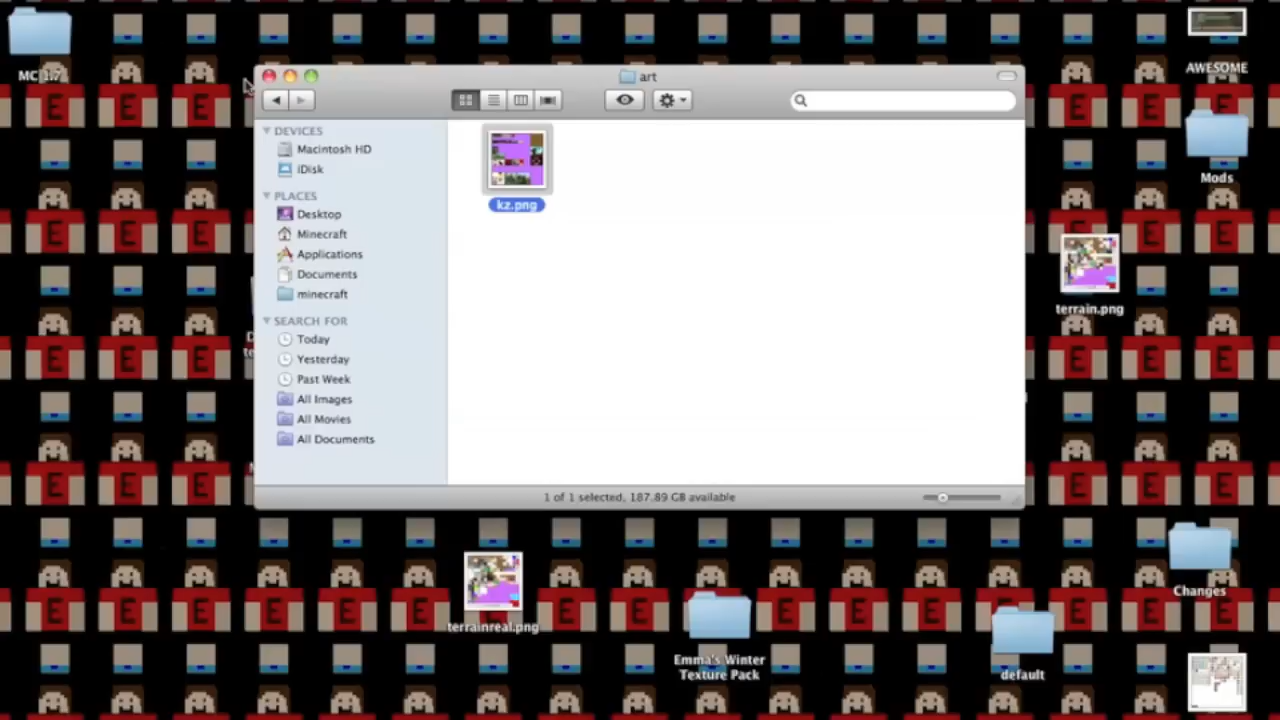 MC 1.7
AWESOME
art
DEVICES
Macintosh HD
iDisk
PLACES
Desktop
Minecraft
Applications
Documents
minecraft
SEARCH FOR
Today
Yesterday
Past Week
All Images
All Movies
All Documents
kz.png
1 of 1 selected, 187.89 GB available
Mods
terrain.png
terrainreal.png
Emma's Winter
Texture Pack
default
Changes
E